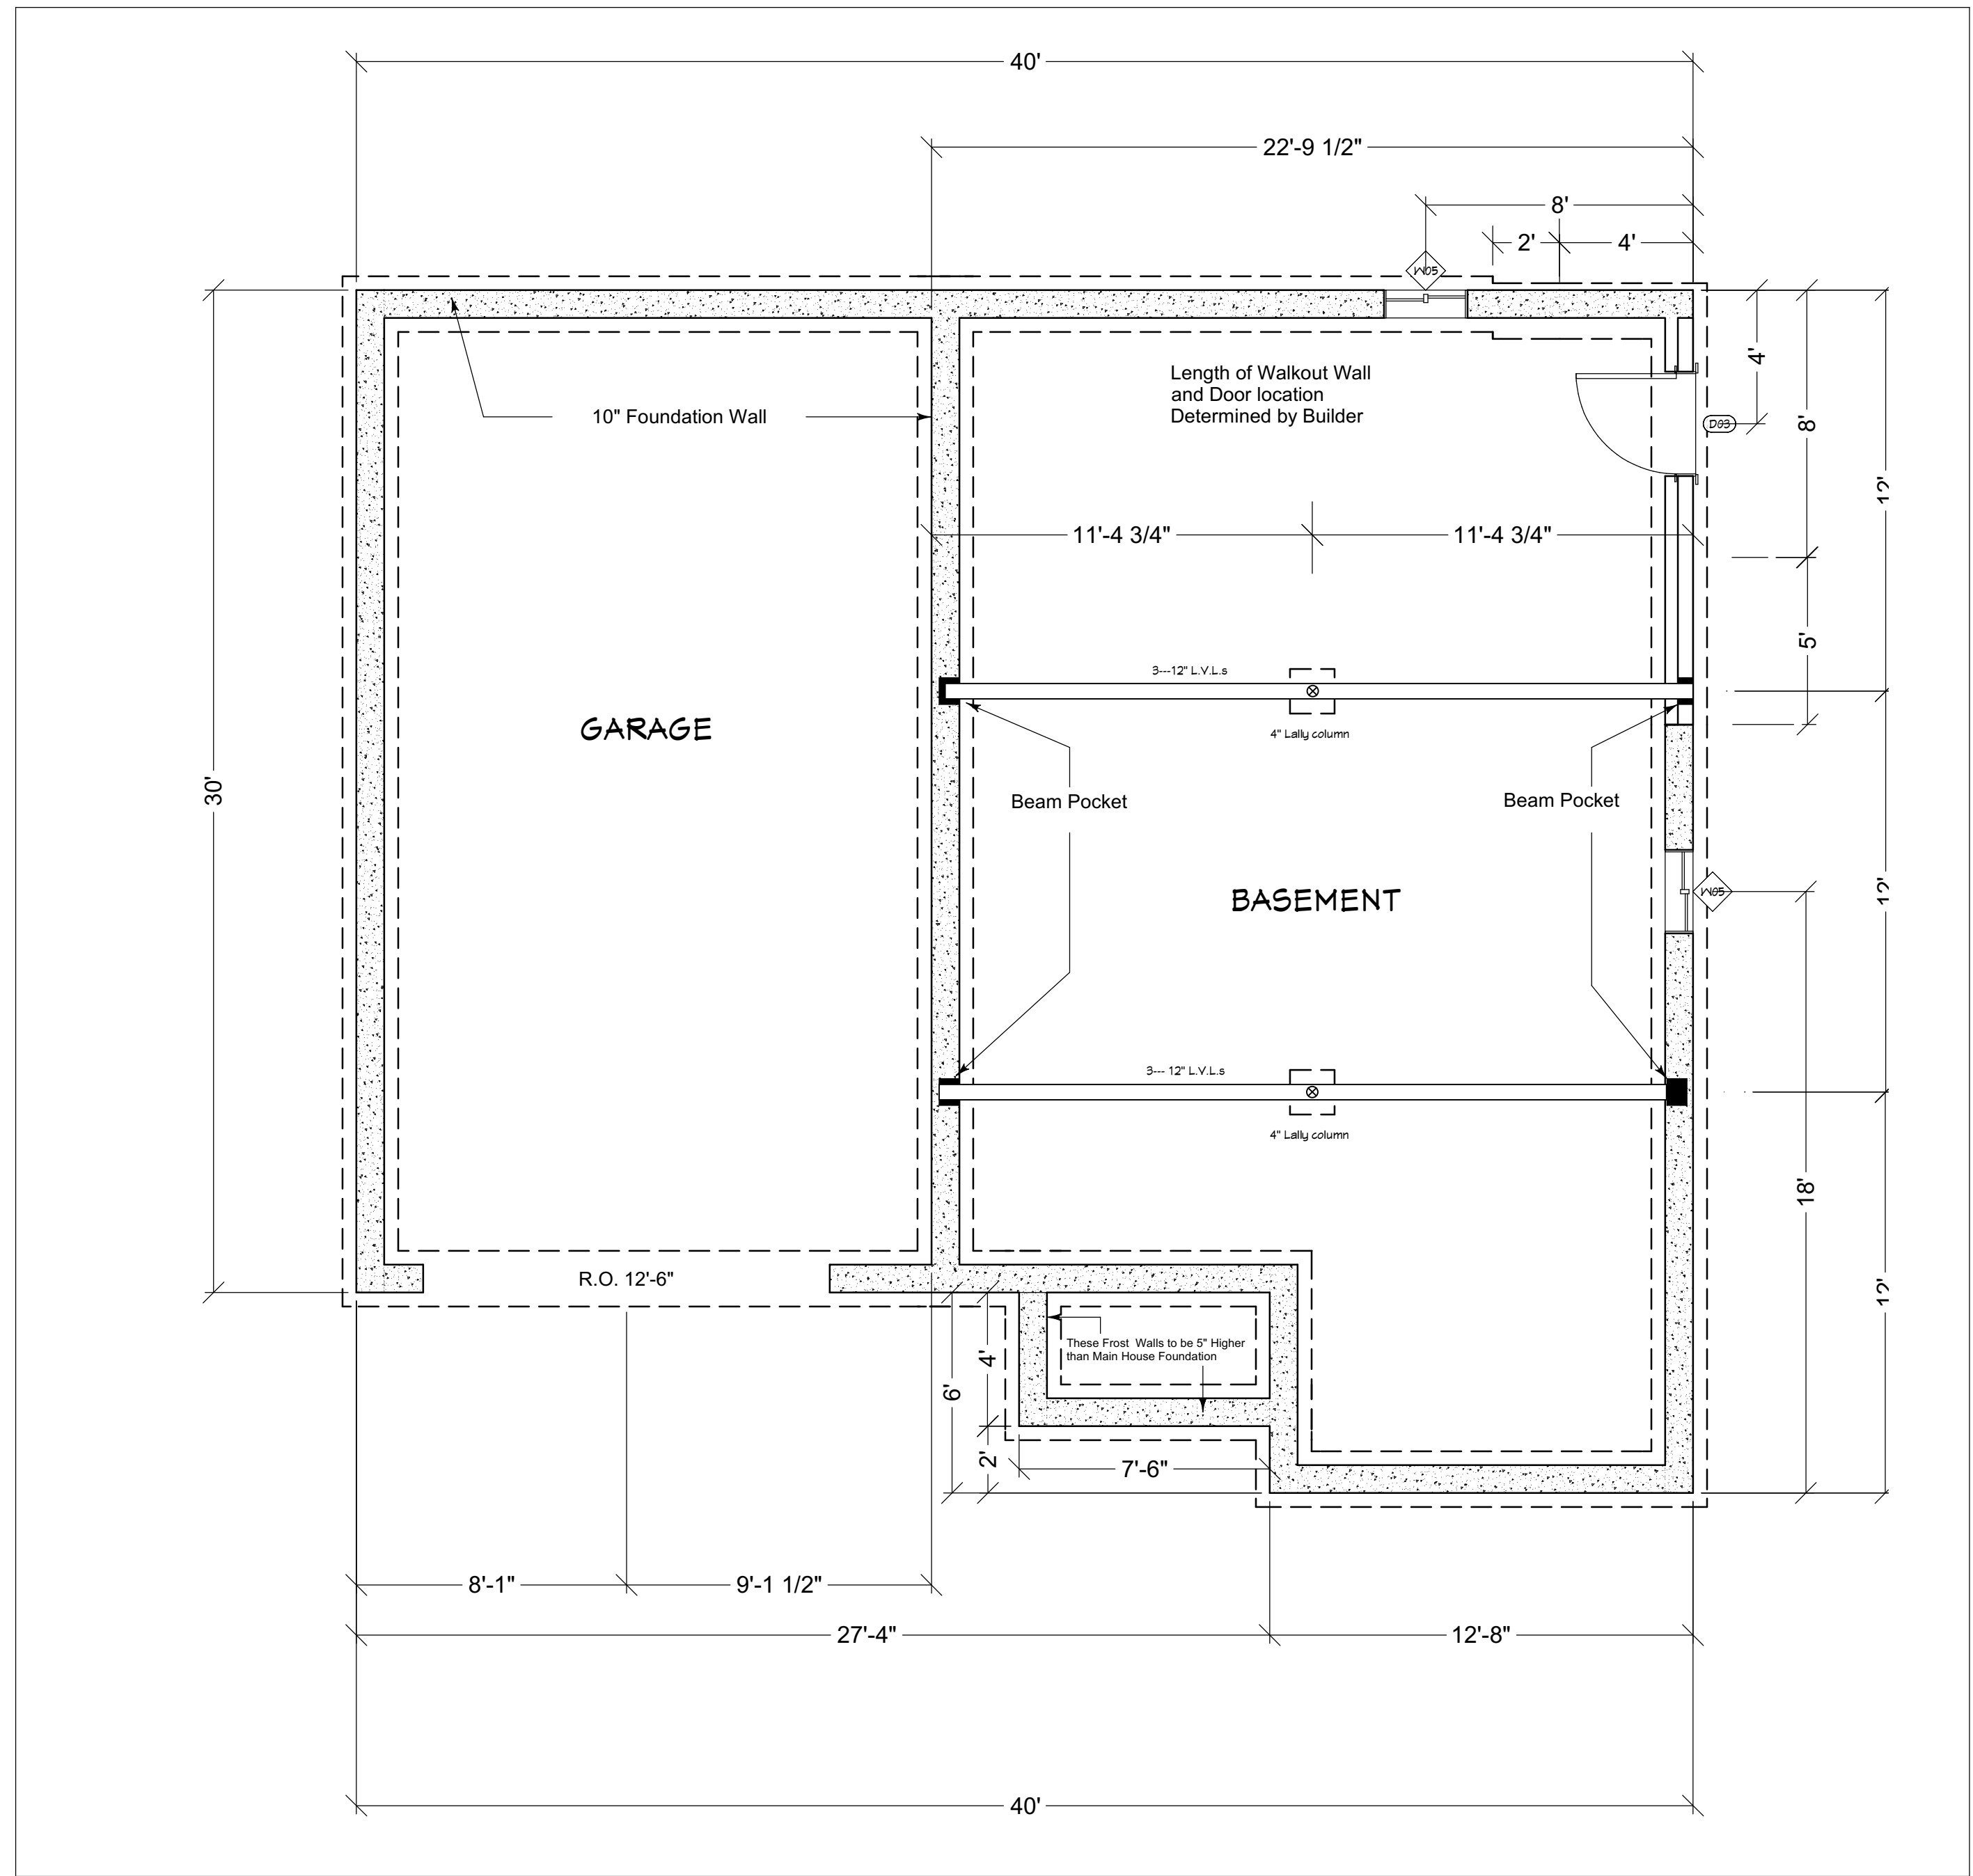 40'
22'-9 1/2"
8'
2'
4'
W05
10" Foundation Wall
Length of Walkout Wall
and Door location
Determined by Builder
4'
D03
8'
12'
11'-4 3/4"
11'-4 3/4"
5'
3---12" L.V.L.s
4" Lally column
GARAGE
30'
Beam Pocket
Beam Pocket
BASEMENT
W05
12'
3--- 12" L.V.L.s
4" Lally column
18'
12'
R.O. 12'-6"
These Frost Walls to be 5" Higher
than Main House Foundation
4'
6'
2'
7'-6"
8'-1"
9'-1 1/2"
27'-4"
12'-8"
40'